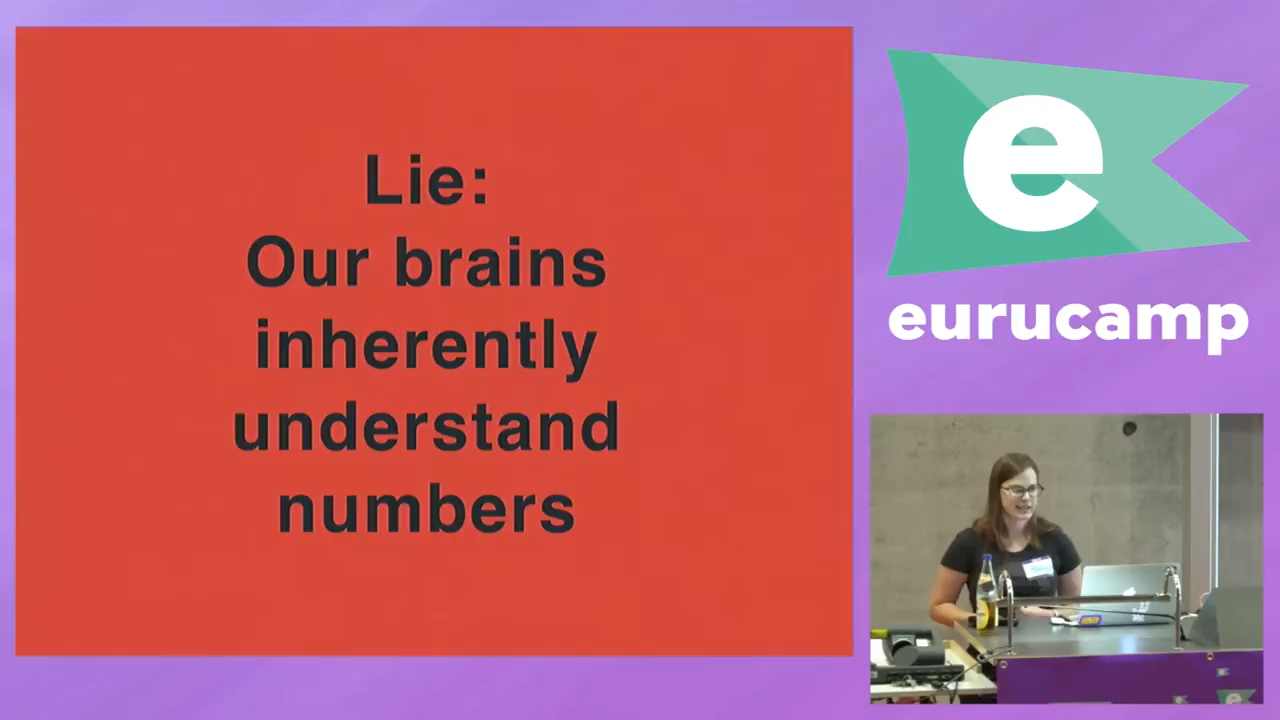 Lie:
Our brains
inherently
understand
numbers
e
eurucamp
e